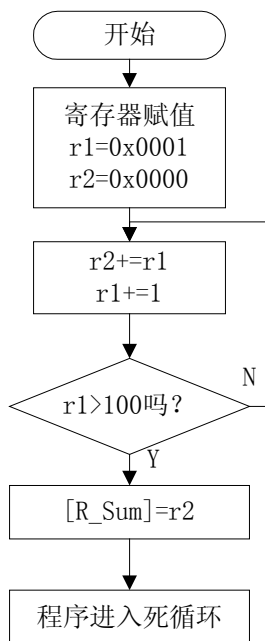 开始
寄存器赋值
r1=0x0001
r2=0x0000
r2+=r1
r1+=1
r1>100吗？
N
Y
[R_Sum]=r2
程序进入死循环